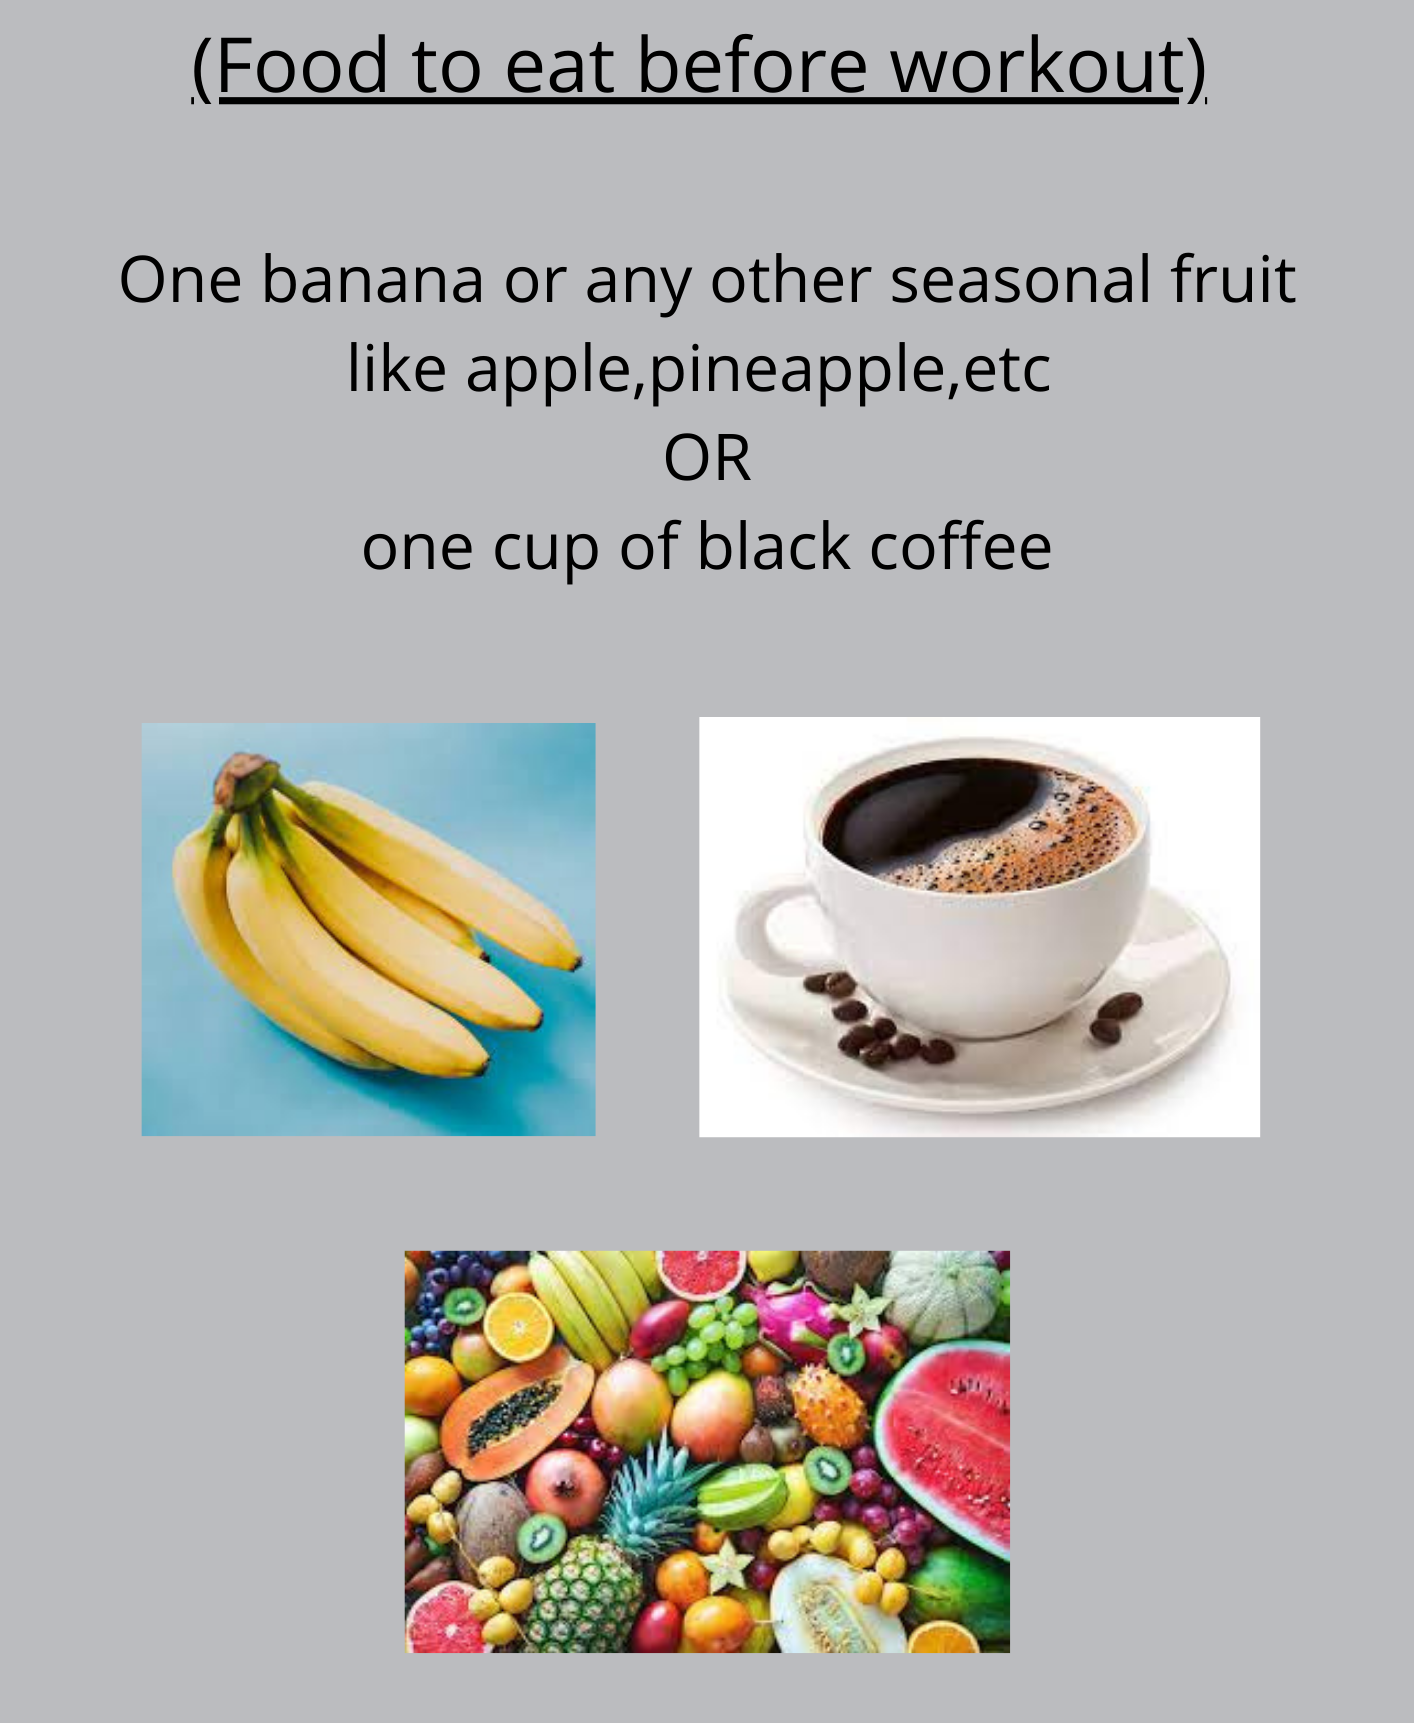 (Food to eat before workout)
One banana or any other seasonal fruit
like apple,pineapple,etc
OR
one cup of black coffee